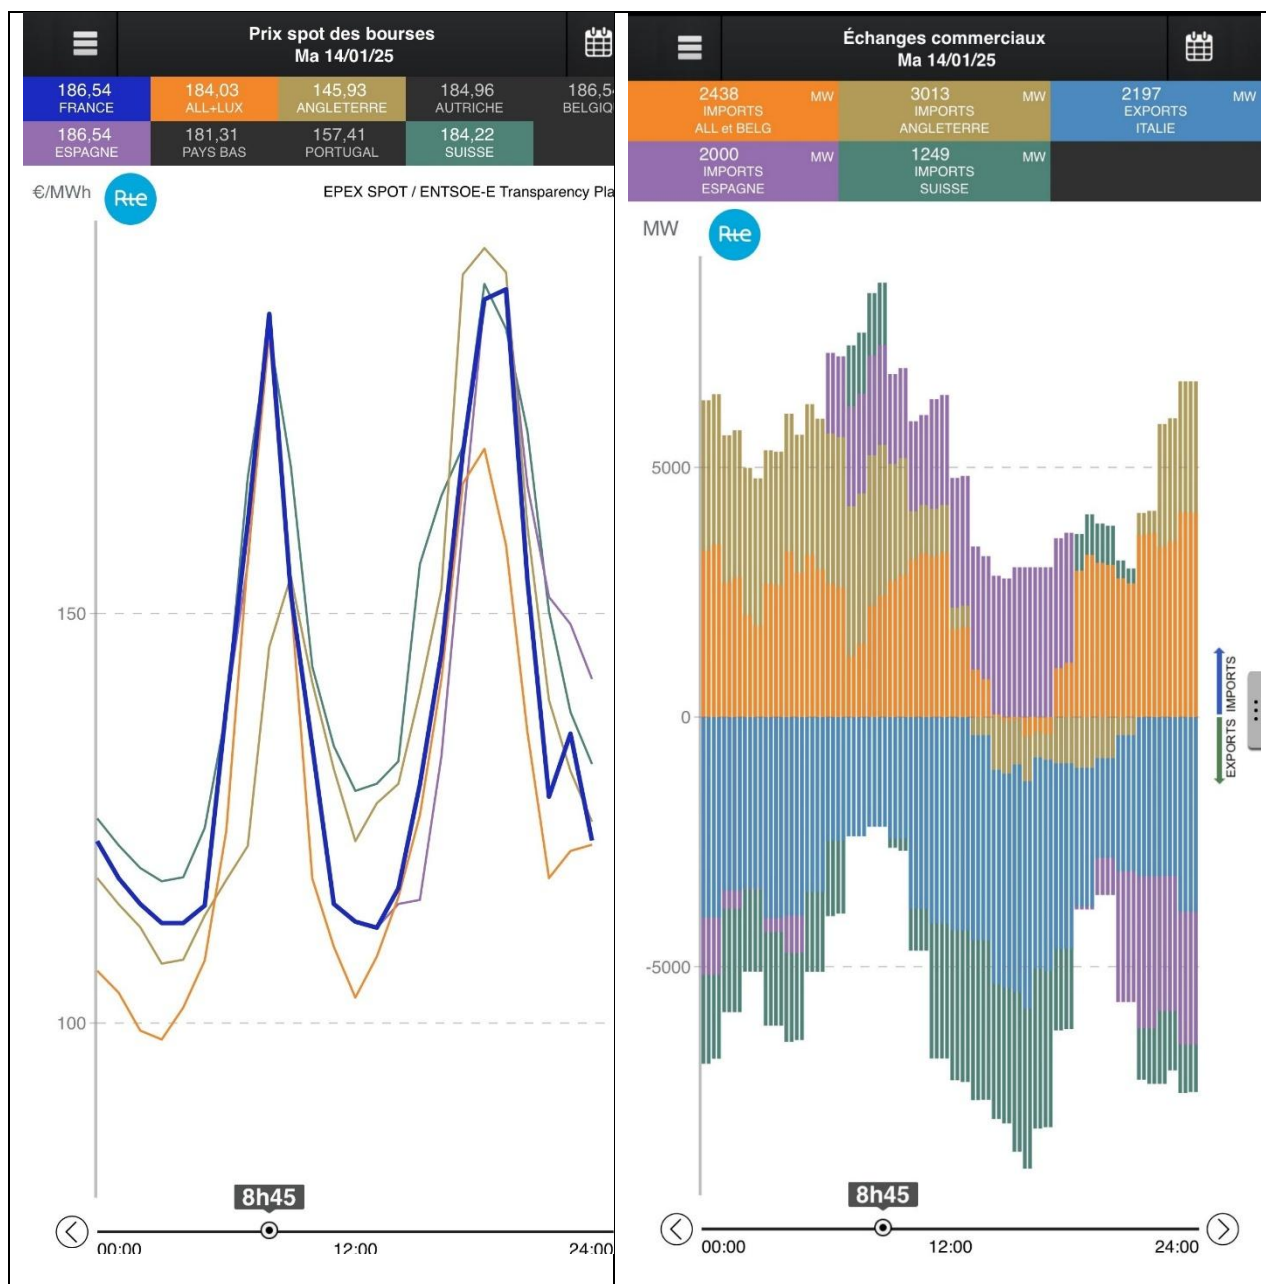 Prix spot des bourses
Ma 14/01/25
186,54 184,03 145,93 184,96 186,54
FRANCE ALL+LUX ANGLETERRE AUTRICHE BELGIQ
186,54 181,31 157,41 184,22
ESPAGNE PAYS BAS PORTUGAL SUISSE
€/MWh Rte EPEX SPOT / ENTSOE-E Transparency Pla
150
100
8h45
00:00 12:00 24:00
Échanges commerciaux
Ma 14/01/25
2438 MW 3013 MW 2197 MW
IMPORTS IMPORTS EXPORTS
ALL et BELG ANGLETERRE ITALIE
2000 MW 1249 MW
IMPORTS IMPORTS
ESPAGNE SUISSE
MW Rte
5000
0
-5000
EXPORTS IMPORTS
8h45
00:00 12:00 24:00